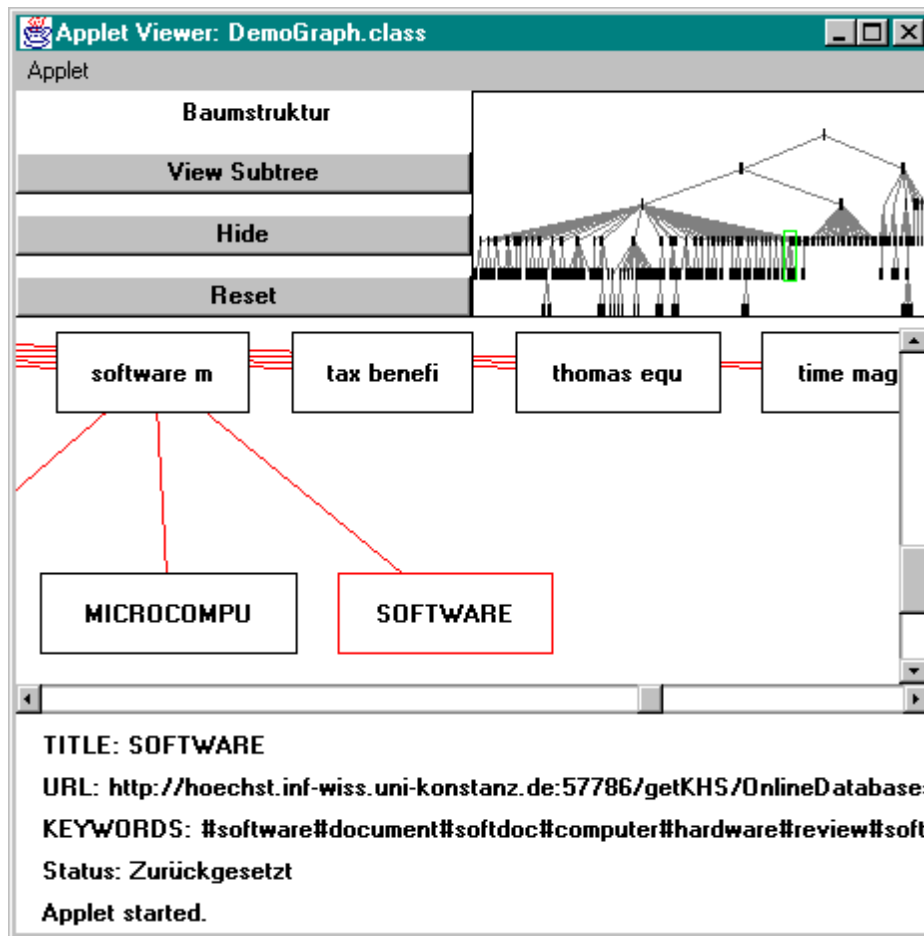 Applet Viewer: DemoGraph.class
Applet
Baumstruktur
View Subtree
Hide
Reset
software m
tax benefi
thomas equ
time mag
MICROCOMPU
SOFTWARE
TITLE: SOFTWARE
URL: http://hoechst.inf-wiss.uni-konstanz.de:57786/getKHS/OnlineDatabase
KEYWORDS: #software#document#softdoc#computer#hardware#review#soft
Status: Zurückgesetzt
Applet started.